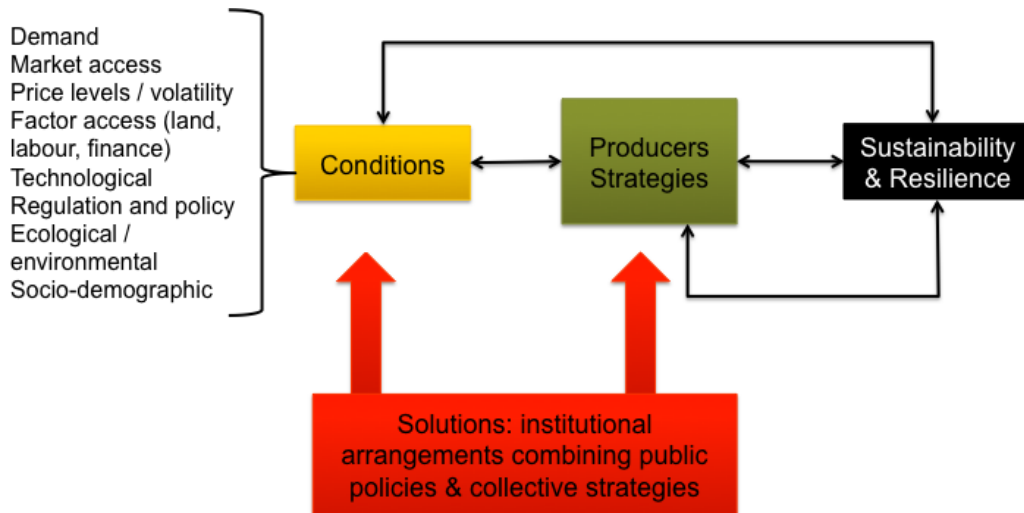 Demand
Market access
Price levels / volatility
Factor access (land,
labour, finance)
Technological
Regulation and policy
Ecological /
environmental
Socio-demographic
Conditions
Producers
Strategies
Sustainability
& Resilience
Solutions: institutional
arrangements combining public
policies & collective strategies